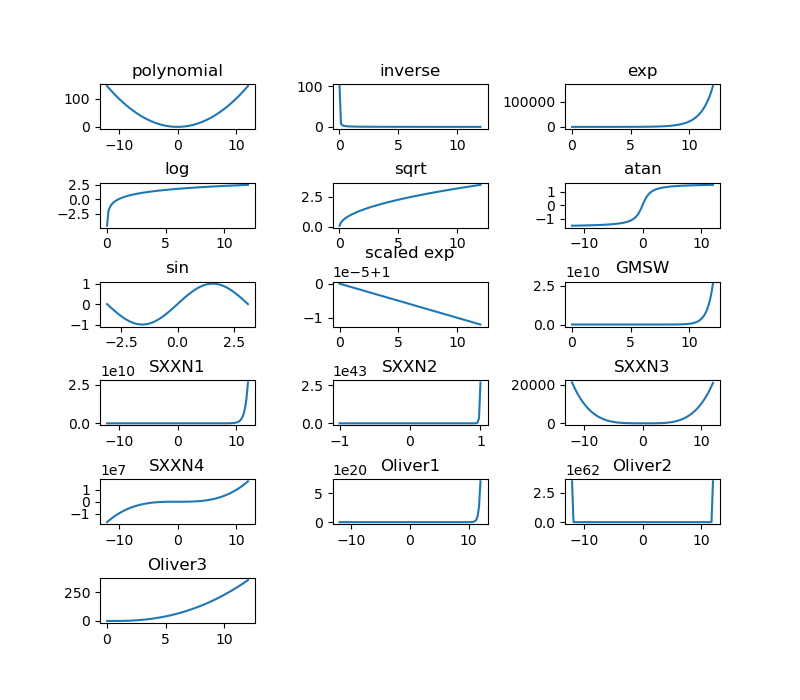 polynomial inverse exp
100 0 −10 0 10
100 0 0 5 10
100000 0 0 5 10
log sqrt atan
2.5 0.0 −2.5 0 5 10
2.5 0.0 0 5 10
1 0 −1 −10 0 10
sin scaled exp GMSW
1 0 −1 −2.5 0.0 2.5
1e−5+1 0 −1 0 5 10
1e10 2.5 0.0 0 5 10
SXXN1 SXXN2 SXXN3
1e10 2.5 0.0 −10 0 10
1e43 2.5 0.0 −1 0 1
20000 0 −10 0 10
SXXN4 Oliver1 Oliver2
1e7 1 0 −1 −10 0 10
1e20 5 0 −10 0 10
1e62 2.5 0.0 −10 0 10
Oliver3
250 0 0 5 10